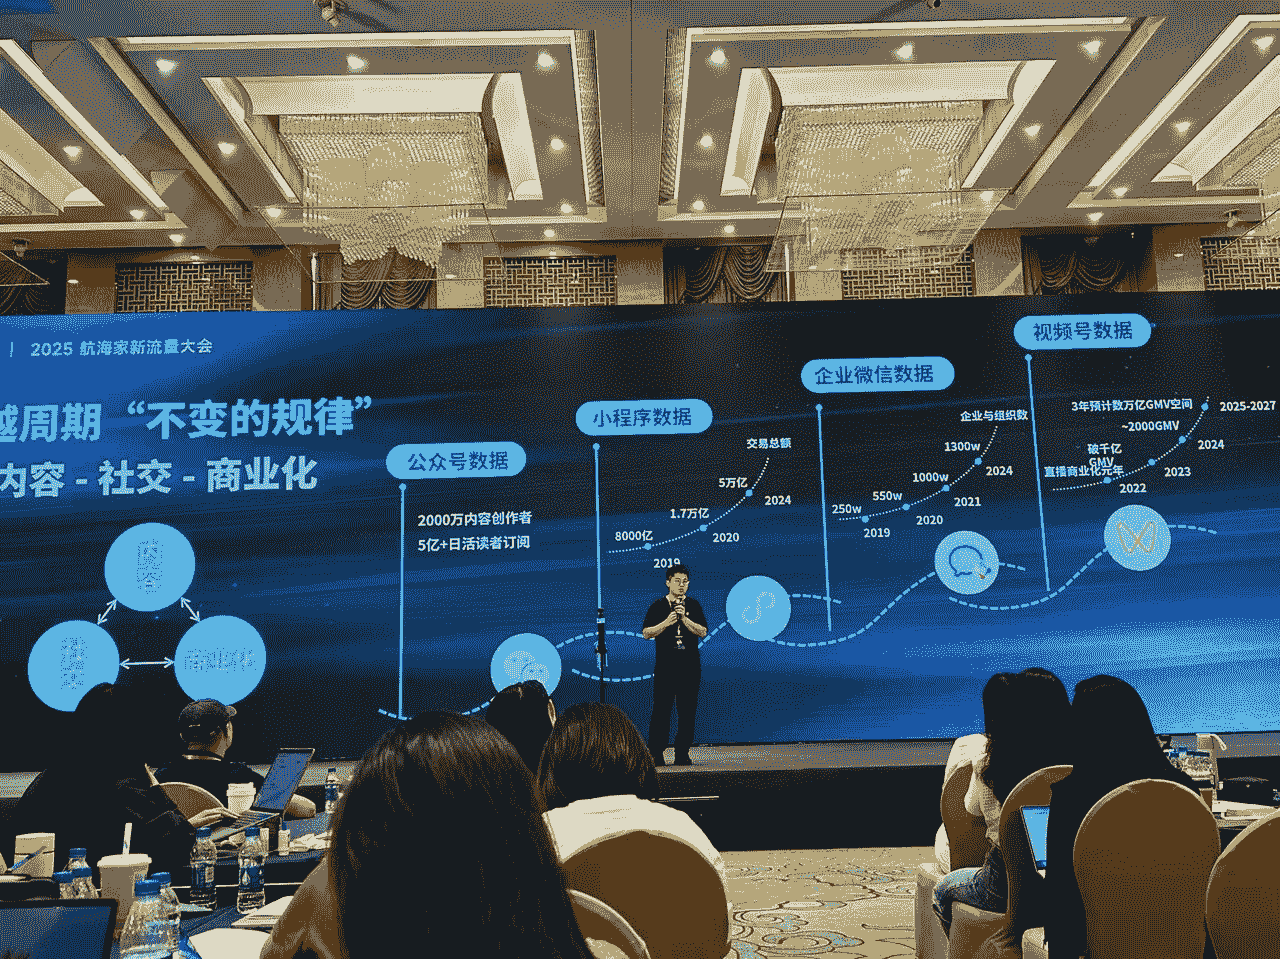 2025 航海家新流量大会
越周期“不变的规律”
内容 - 社交 - 商业化
公众号数据
2000万内容创作者
5亿+日活读者订阅
小程序数据
交易总额
5万亿
2024
1.7万亿
2020
8000亿
2019
企业微信数据
企业与组织数
1300w
2024
1000w
2021
550w
2020
250w
2019
视频号数据
3年预计数万亿GMV空间
2025-2027
~2000GMV
2024
破千亿
GMV
2023
直播商业化元年
2022
内容
商业化